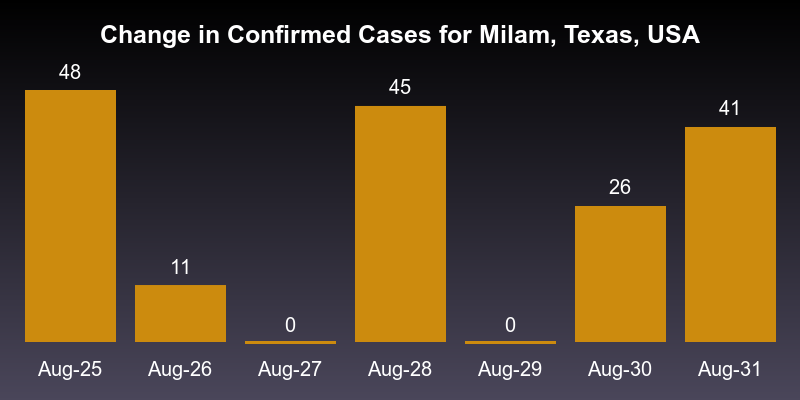 Change in Confirmed Cases for Milam, Texas, USA
48
11
0
45
0
26
41
Aug-25
Aug-26
Aug-27
Aug-28
Aug-29
Aug-30
Aug-31